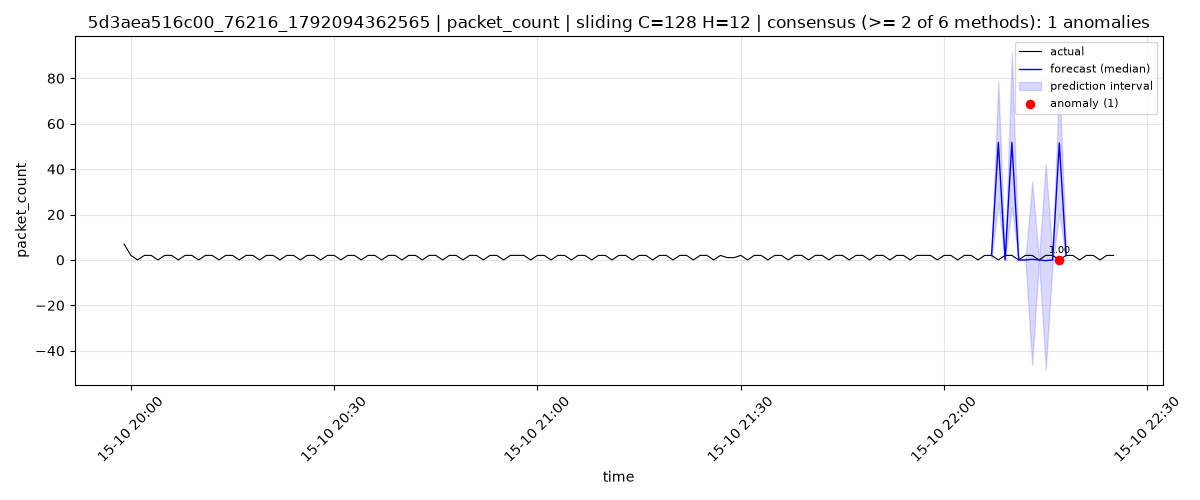 5d3aea516c00_76216_1792094362565 | packet_count | sliding C=128 H=12 | consensus (>= 2 of 6 methods): 1 anomalies
actual
forecast (median)
prediction interval
anomaly (1)
80
60
40
20
0
−20
−40
packet_count
1.00
15-10 20:00
15-10 20:30
15-10 21:00
15-10 21:30
15-10 22:00
15-10 22:30
time